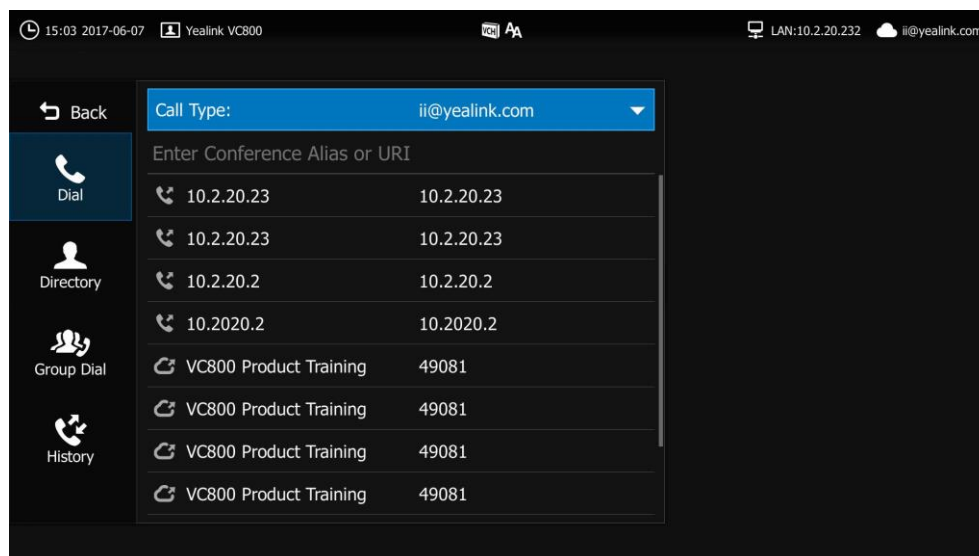 15:03 2017-06-07 Yealink VC800 VCH AA LAN:10.2.20.232 ii@yealink.com
Back
Call Type: ii@yealink.com
Enter Conference Alias or URI
Dial
10.2.20.23 10.2.20.23
10.2.20.23 10.2.20.23
Directory
10.2.20.2 10.2.20.2
10.2020.2 10.2020.2
Group Dial
VC800 Product Training 49081
VC800 Product Training 49081
History
VC800 Product Training 49081
VC800 Product Training 49081